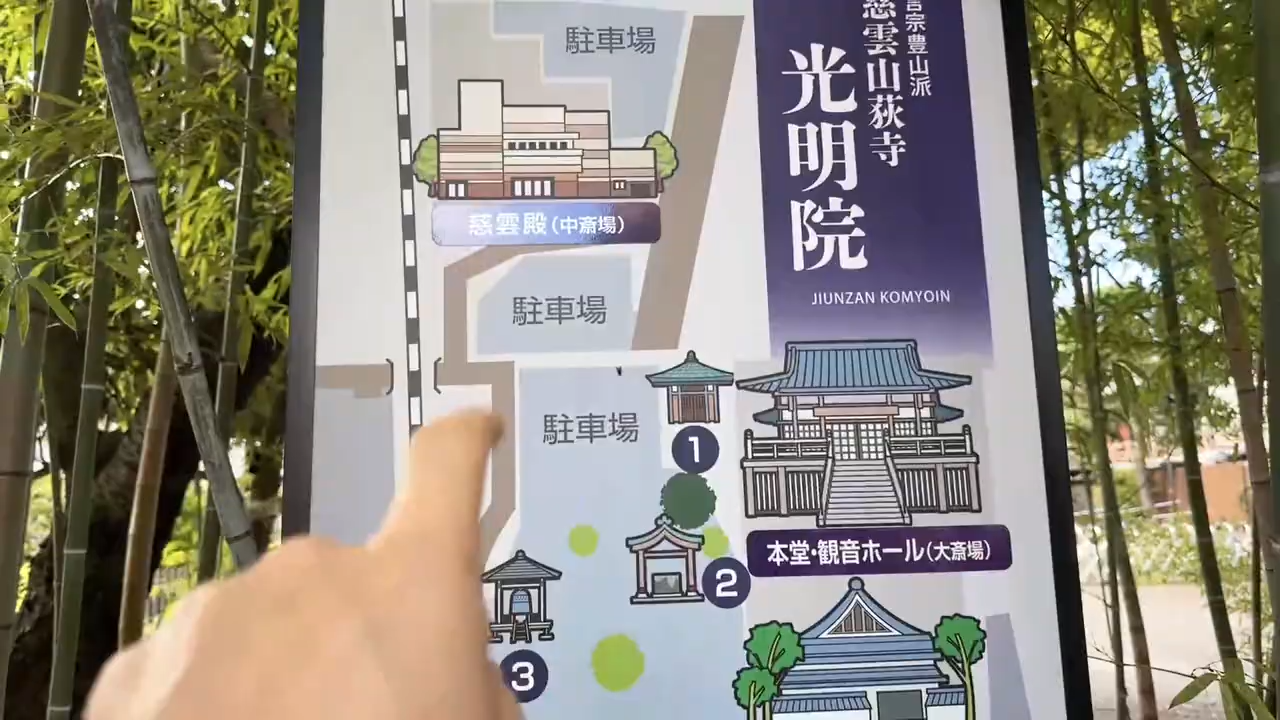 言宗豊山派
慈雲山荻寺
光明院
JIUNZAN KOMYOIN
駐車場
慈雲殿(中斎場)
駐車場
駐車場
1
本堂・観音ホール(大斎場)
2
3